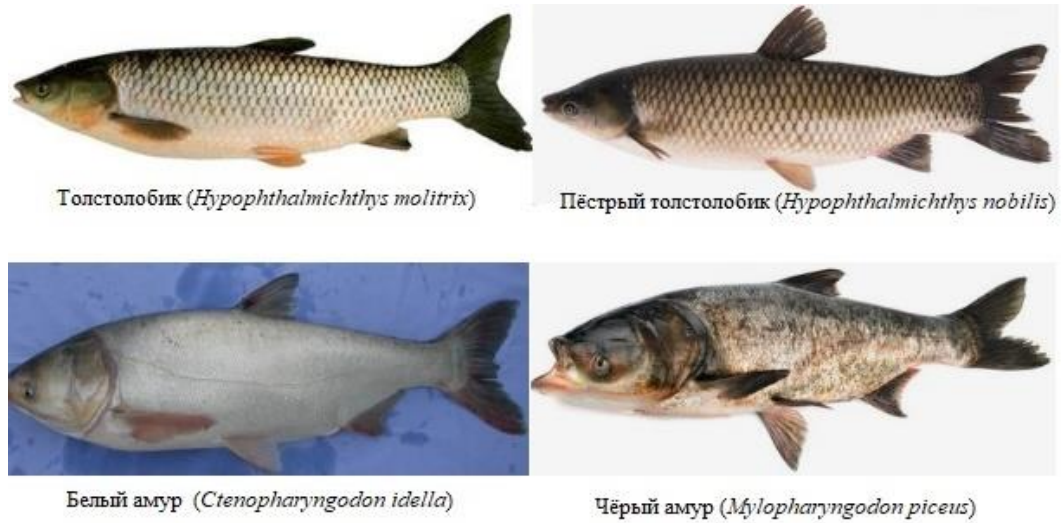 Толстолобик (Hypophthalmichthys molitrix)
Пёстрый толстолобик (Hypophthalmichthys nobilis)
Белый амур (Ctenopharyngodon idella)
Чёрый амур (Mylopharyngodon piceus)